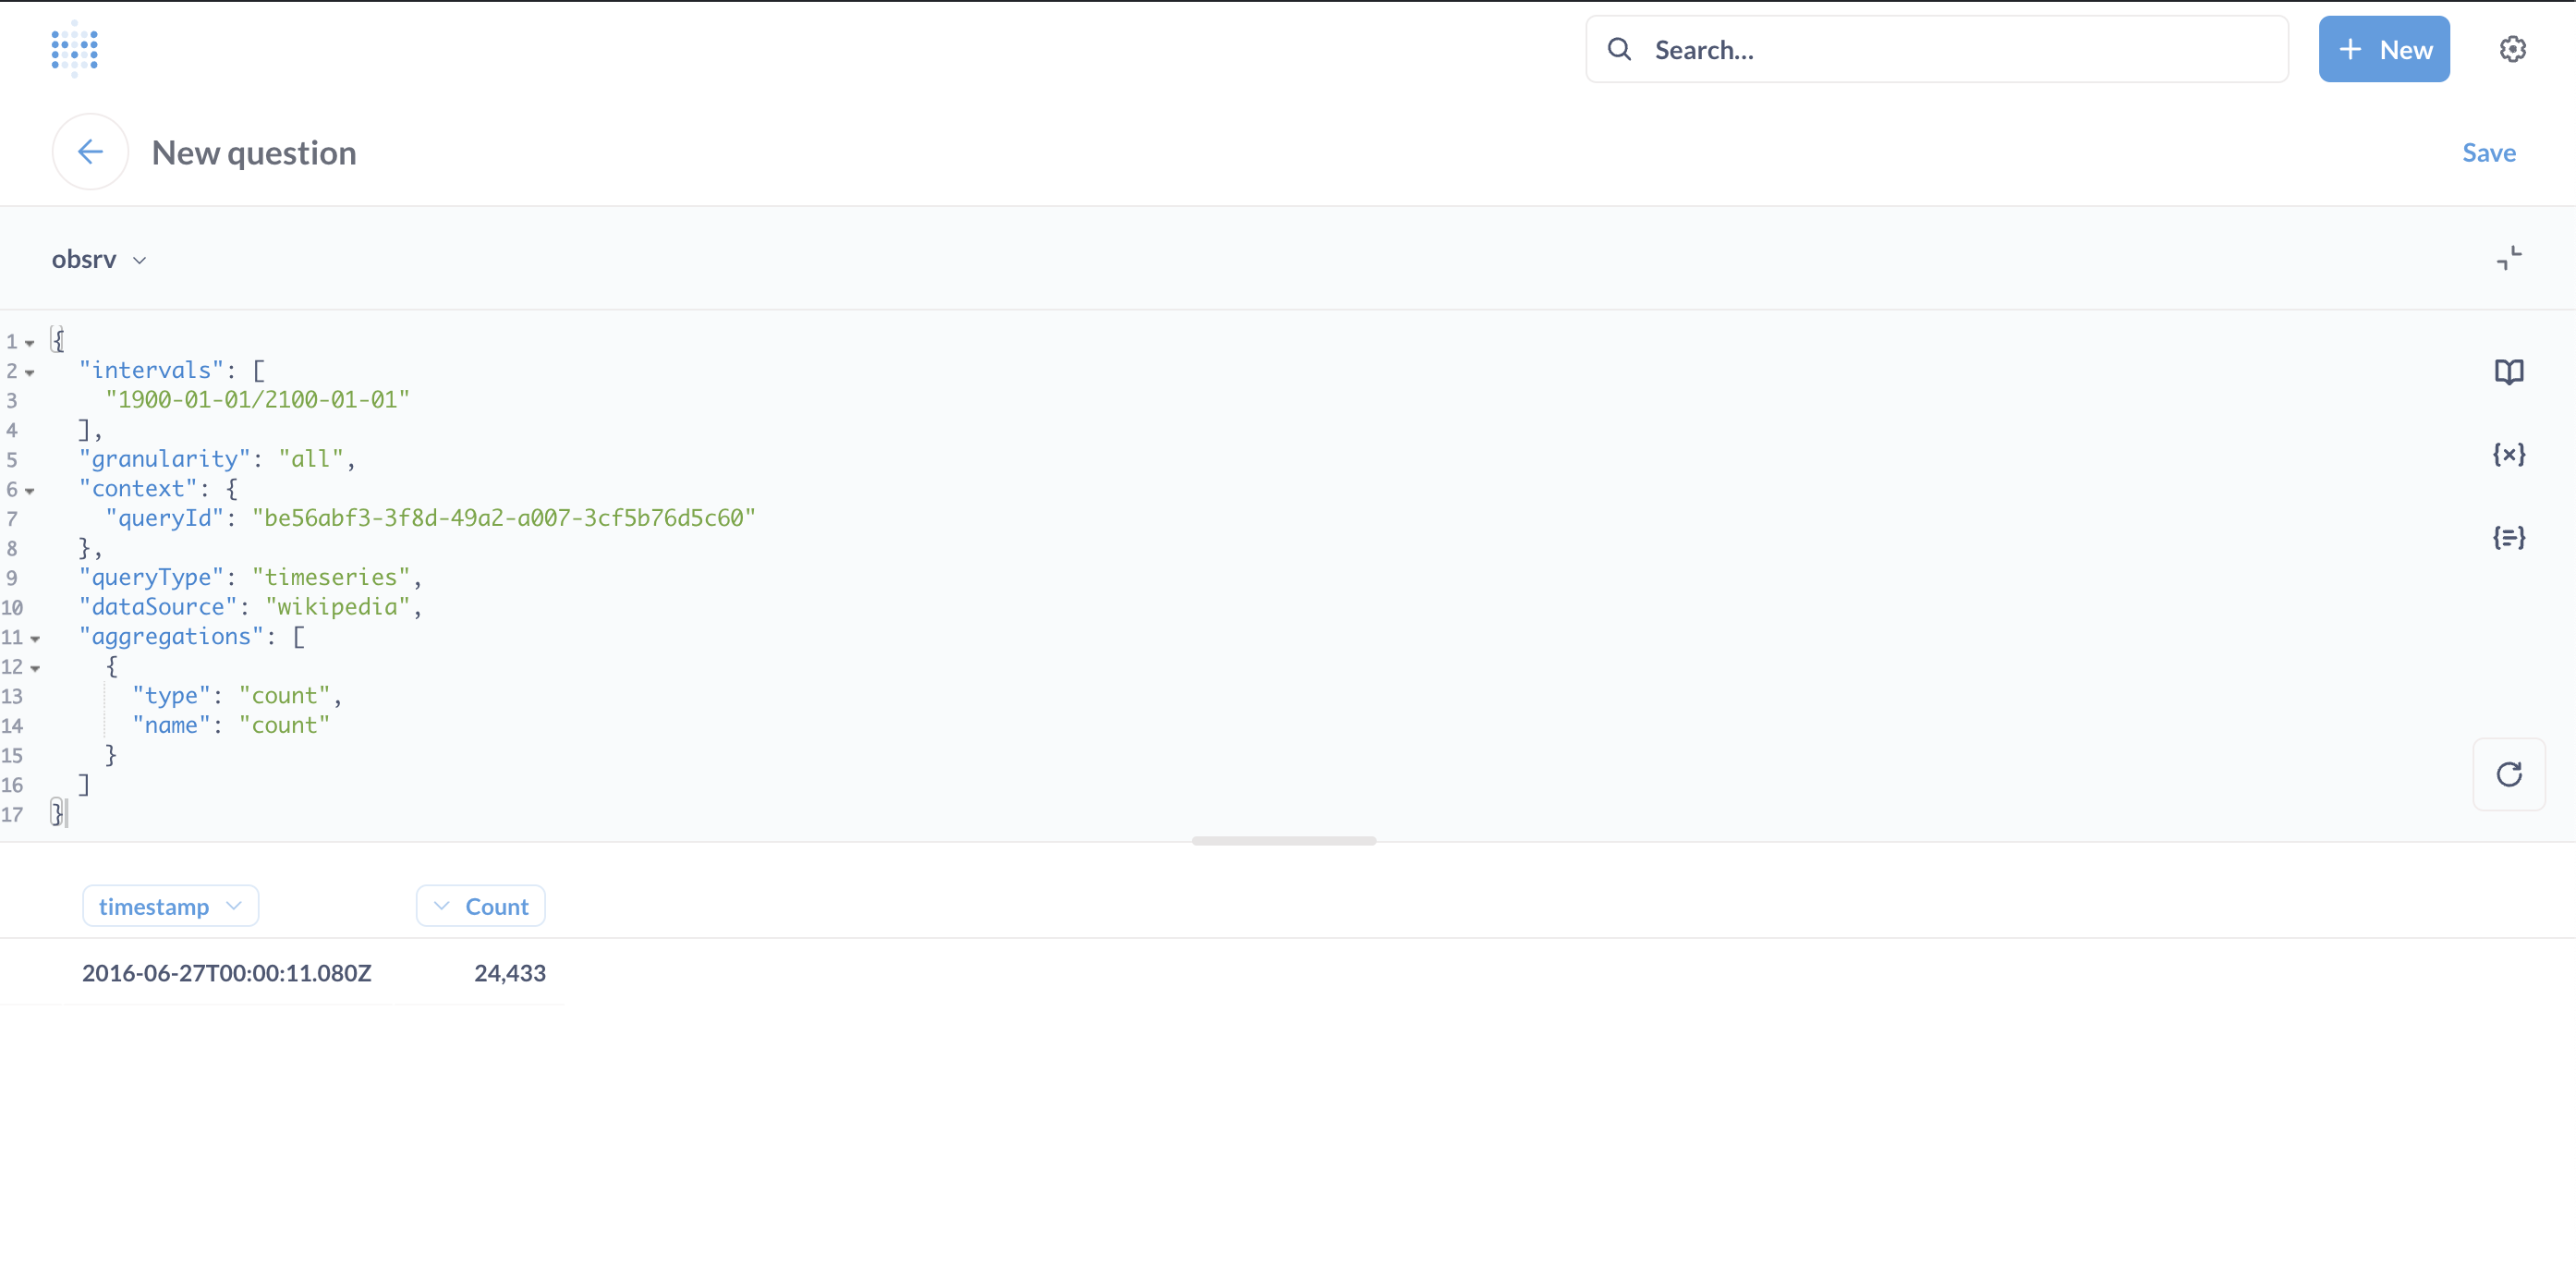 Search...
+ New
New question
Save
obsrv
1 {
2 "intervals": [
3 "1900-01-01/2100-01-01"
4 ],
5 "granularity": "all",
6 "context": {
7 "queryId": "be56abf3-3f8d-49a2-a007-3cf5b76d5c60"
8 },
9 "queryType": "timeseries",
10 "dataSource": "wikipedia",
11 "aggregations": [
12 {
13 "type": "count",
14 "name": "count"
15 }
16 ]
17 }
timestamp Count
2016-06-27T00:00:11.080Z 24,433